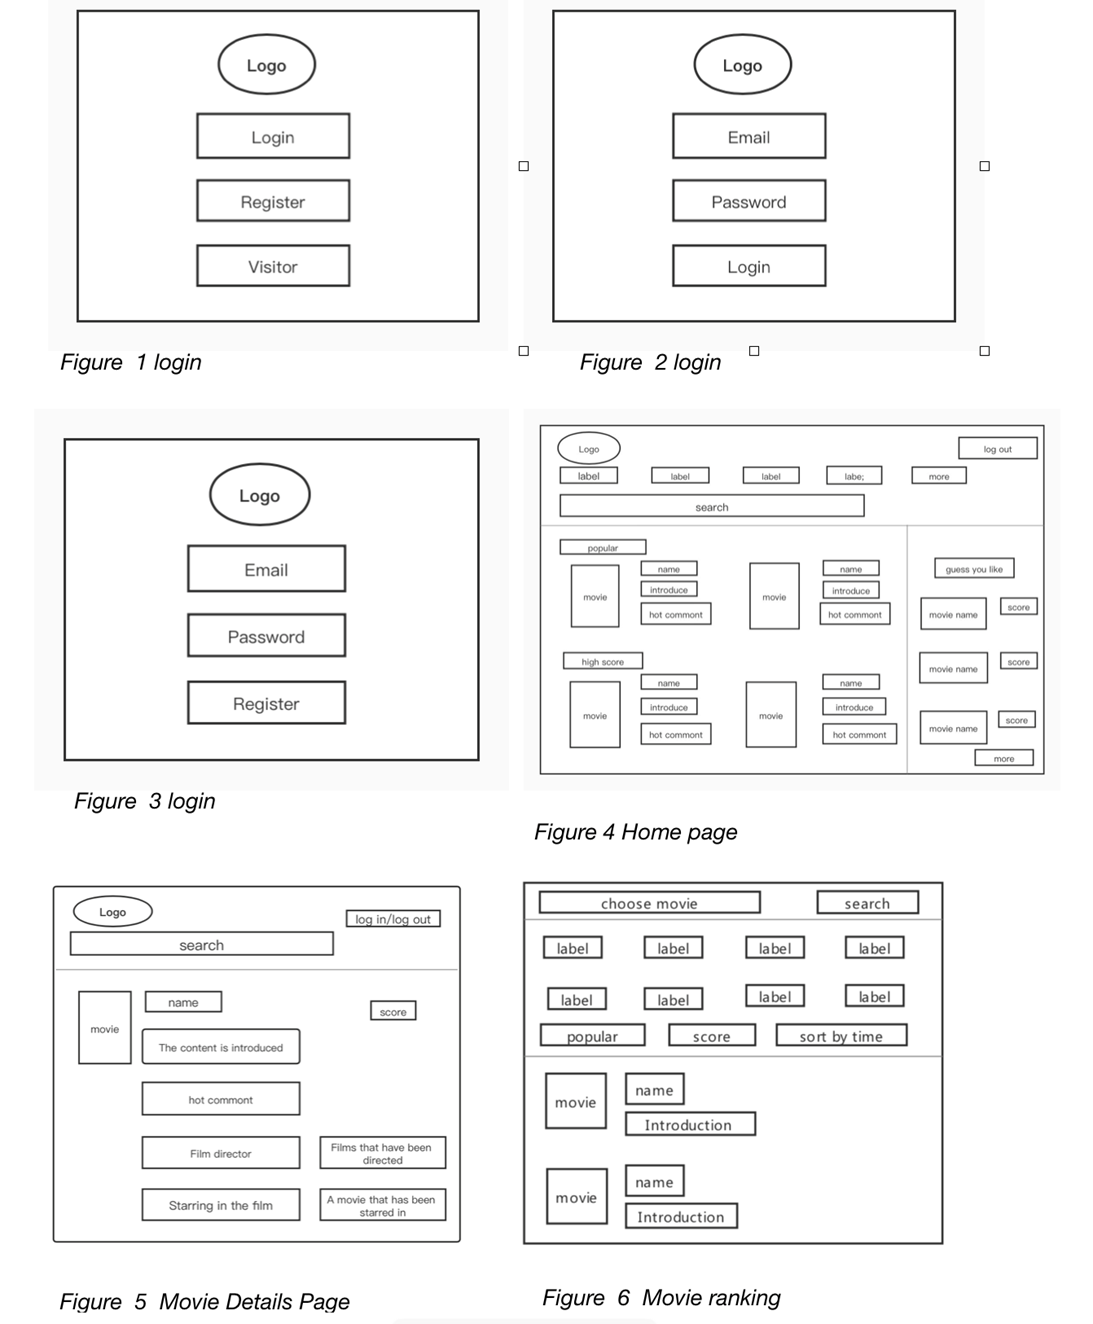 Logo
Login
Register
Visitor
Figure 1 login
Logo
Email
Password
Login
Figure 2 login
Logo
Email
Password
Register
Figure 3 login
Logo
log out
label
label
label
labe;
more
search
popular
movie
name
introduce
hot commont
movie
name
introduce
hot commont
high score
movie
name
introduce
hot commont
movie
name
introduce
hot commont
guess you like
movie name
score
movie name
score
movie name
score
more
Figure 4 Home page
Logo
log in/log out
search
movie
name
score
The content is introduced
hot commont
Film director
Films that have been
directed
Starring in the film
A movie that has been
starred in
Figure 5 Movie Details Page
choose movie
search
label
label
label
label
label
label
label
label
popular
score
sort by time
movie
name
Introduction
movie
name
Introduction
Figure 6 Movie ranking